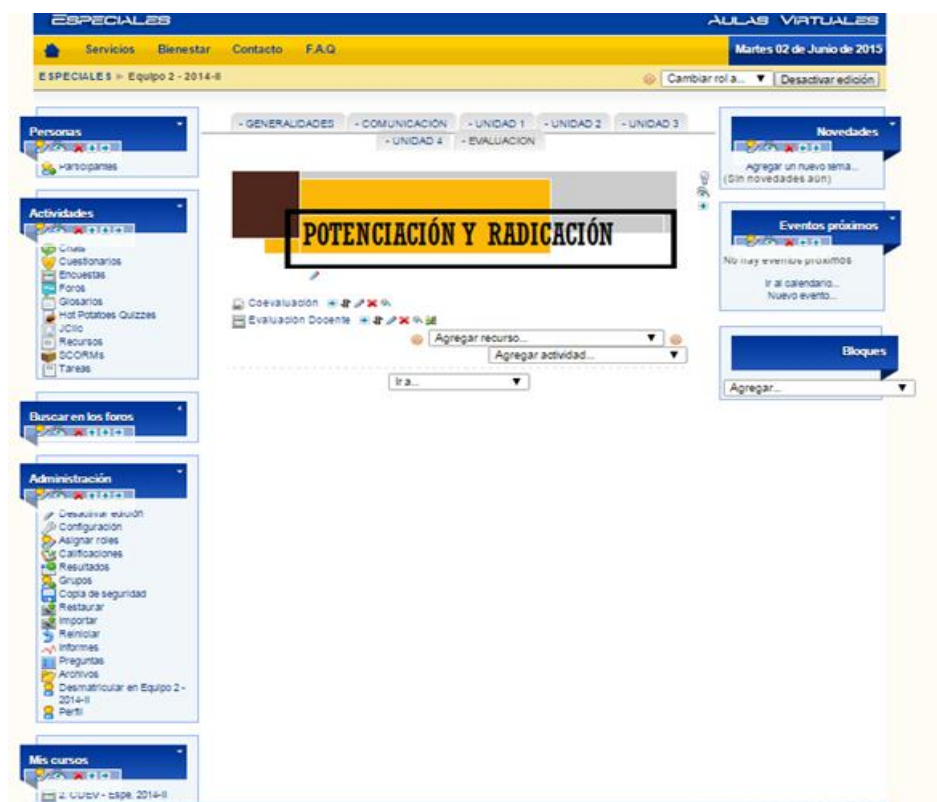 ESPECIALES
AULAS VIRTUALES
Servicios Bienestar Contacto F.A.Q
Martes 02 de Junio de 2015
ESPECIALES ► Equipo 2 - 2014-II
Cambiar rol a... ▼ Desactivar edición
Personas
Participantes
Actividades
Chats
Cuestionarios
Encuestas
Foros
Glosarios
Hot Potatoes Quizzes
JClic
Recursos
SCORMs
Tareas
Buscar en los foros
Administración
Desactivar edición
Configuración
Asignar roles
Calificaciones
Resultados
Grupos
Copia de seguridad
Restaurar
Importar
Reiniciar
Informes
Preguntas
Archivos
Desmatricular en Equipo 2 -
2014-II
Perfil
Mis cursos
2. CDEV - Espe. 2014-II
- GENERALIDADES - COMUNICACIÓN - UNIDAD 1 - UNIDAD 2 - UNIDAD 3
- UNIDAD 4 - EVALUACION
POTENCIACIÓN Y RADICACIÓN
Coevaluación
Evaluación Docente
Agregar recurso... ▼
Agregar actividad... ▼
Ir a... ▼
Novedades
Agregar un nuevo tema...
(Sin novedades aún)
Eventos próximos
No hay eventos próximos
Ir al calendario...
Nuevo evento...
Bloques
Agregar... ▼